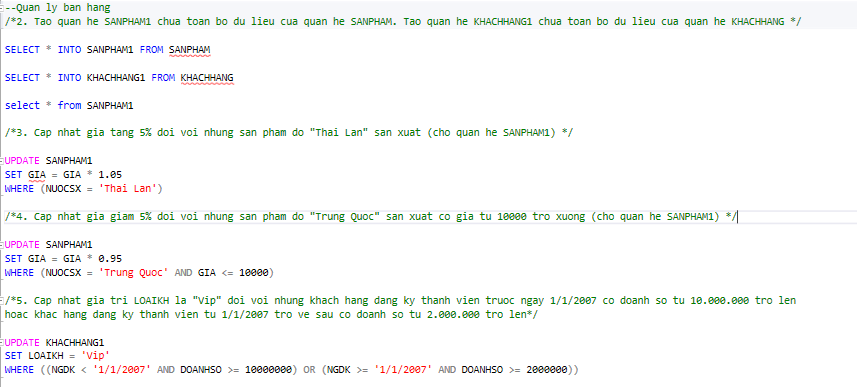 --Quan ly ban hang
/*2. Tao quan he SANPHAM1 chua toan bo du lieu cua quan he SANPHAM. Tao quan he KHACHHANG1 chua toan bo du lieu cua quan he KHACHHANG */
SELECT * INTO SANPHAM1 FROM SANPHAM
SELECT * INTO KHACHHANG1 FROM KHACHHANG
select * from SANPHAM1
/*3. Cap nhat gia tang 5% doi voi nhung san pham do "Thai Lan" san xuat (cho quan he SANPHAM1) */
UPDATE SANPHAM1
SET GIA = GIA * 1.05
WHERE (NUOCSX = 'Thai Lan')
/*4. Cap nhat gia giam 5% doi voi nhung san pham do "Trung Quoc" san xuat co gia tu 10000 tro xuong (cho quan he SANPHAM1) */
UPDATE SANPHAM1
SET GIA = GIA * 0.95
WHERE (NUOCSX = 'Trung Quoc' AND GIA <= 10000)
/*5. Cap nhat gia tri LOAIKH la "Vip" doi voi nhung khach hang dang ky thanh vien truoc ngay 1/1/2007 co doanh so tu 10.000.000 tro len
hoac khac hang dang ky thanh vien tu 1/1/2007 tro ve sau co doanh so tu 2.000.000 tro len*/
UPDATE KHACHHANG1
SET LOAIKH = 'Vip'
WHERE ((NGDK < '1/1/2007' AND DOANHSO >= 10000000) OR (NGDK >= '1/1/2007' AND DOANHSO >= 2000000))